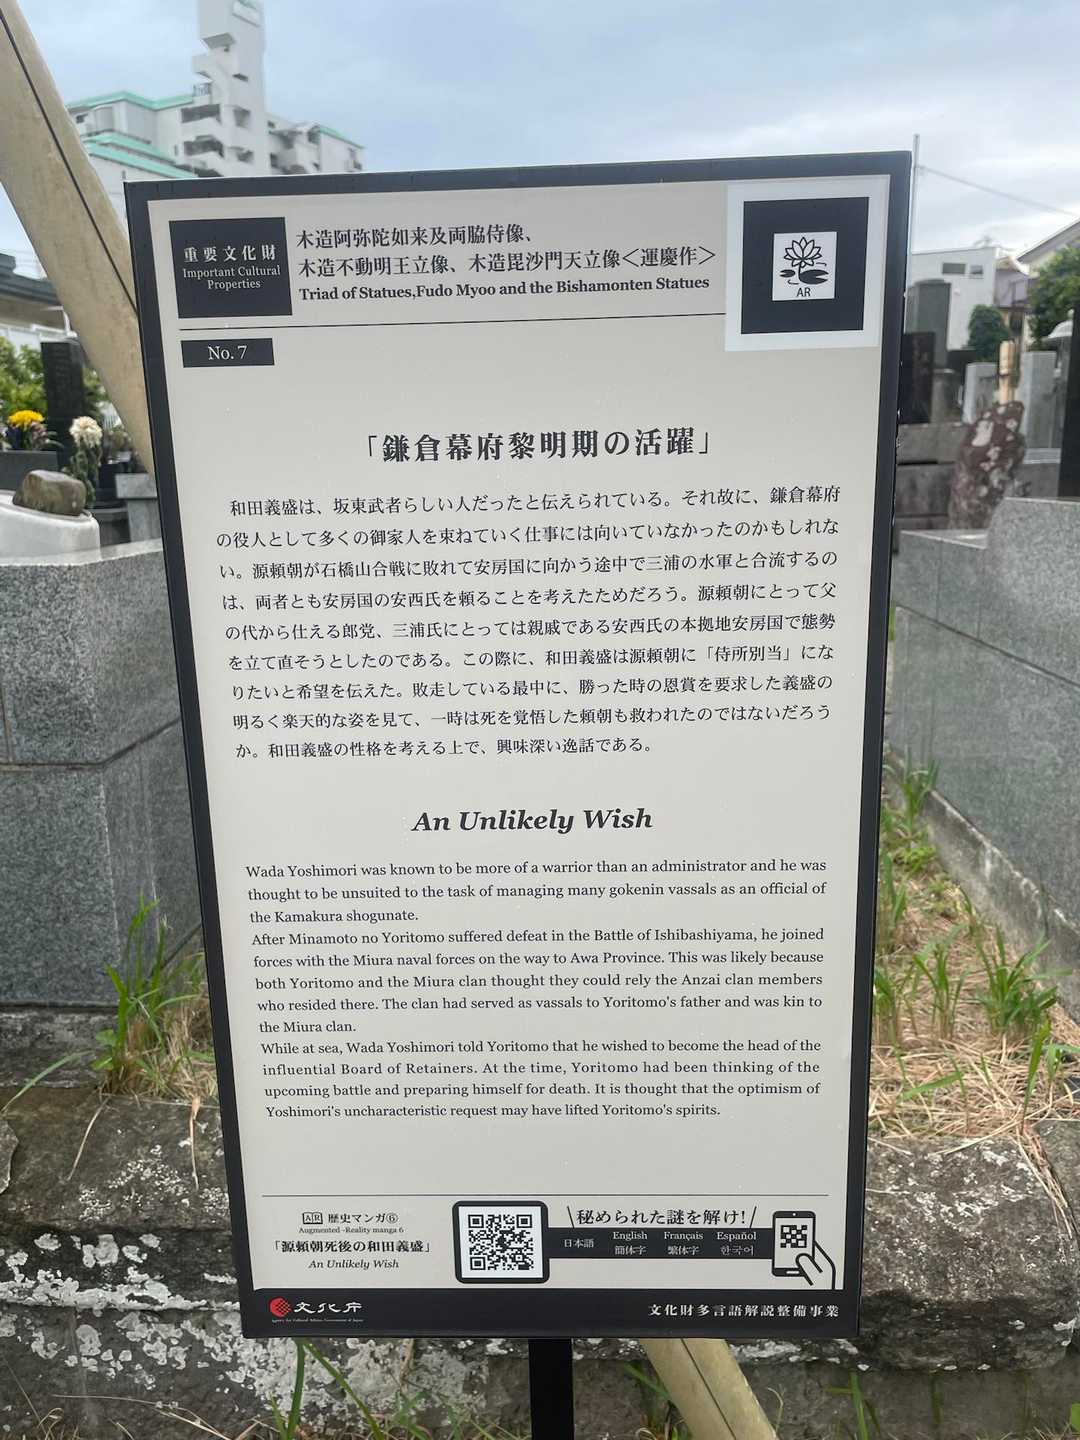 重要文化財
Important Cultural
Properties
木造阿弥陀如来及両脇侍像、
木造不動明王立像、木造毘沙門天立像＜運慶作＞
Triad of Statues,Fudo Myoo and the Bishamonten Statues
AR
No. 7
「鎌倉幕府黎明期の活躍」
和田義盛は、坂東武者らしい人だったと伝えられている。それ故に、鎌倉幕府
の役人として多くの御家人を束ねていく仕事には向いていなかったのかもしれな
い。源頼朝が石橋山合戦に敗れて安房国に向かう途中で三浦の水軍と合流するの
は、両者とも安房国の安西氏を頼ることを考えたためだろう。源頼朝にとって父
の代から仕える郎党、三浦氏にとっては親戚である安西氏の本拠地安房国で態勢
を立て直そうとしたのである。この際に、和田義盛は源頼朝に「侍所別当」にな
りたいと希望を伝えた。敗走している最中に、勝った時の恩賞を要求した義盛の
明るく楽天的な姿を見て、一時は死を覚悟した頼朝も救われたのではないだろう
か。和田義盛の性格を考える上で、興味深い逸話である。
An Unlikely Wish
Wada Yoshimori was known to be more of a warrior than an administrator and he was
thought to be unsuited to the task of managing many gokenin vassals as an official of
the Kamakura shogunate.
After Minamoto no Yoritomo suffered defeat in the Battle of Ishibashiyama, he joined
forces with the Miura naval forces on the way to Awa Province. This was likely because
both Yoritomo and the Miura clan thought they could rely the Anzai clan members
who resided there. The clan had served as vassals to Yoritomo's father and was kin to
the Miura clan.
While at sea, Wada Yoshimori told Yoritomo that he wished to become the head of the
influential Board of Retainers. At the time, Yoritomo had been thinking of the
upcoming battle and preparing himself for death. It is thought that the optimism of
Yoshimori's uncharacteristic request may have lifted Yoritomo's spirits.
AR 歴史マンガ⑥
Augmented -Reality manga 6
「源頼朝死後の和田義盛」
An Unlikely Wish
秘められた謎を解け!
日本語 English Français Español
簡体字 繁体字 한국어
文化庁
Agency for Cultural Affairs, Government of Japan
文化財多言語解説整備事業